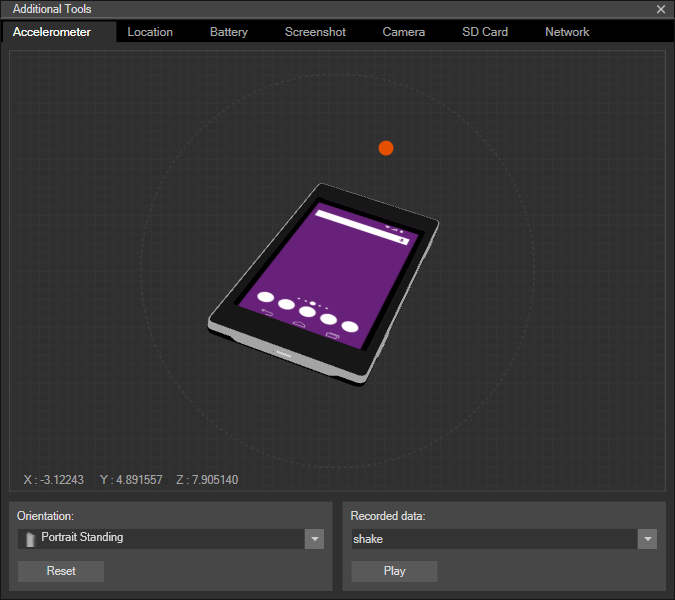 Additional Tools
Accelerometer Location Battery Screenshot Camera SD Card Network
X : -3.12243 Y : 4.891557 Z : 7.905140
Orientation:
Portrait Standing
Reset
Recorded data:
shake
Play